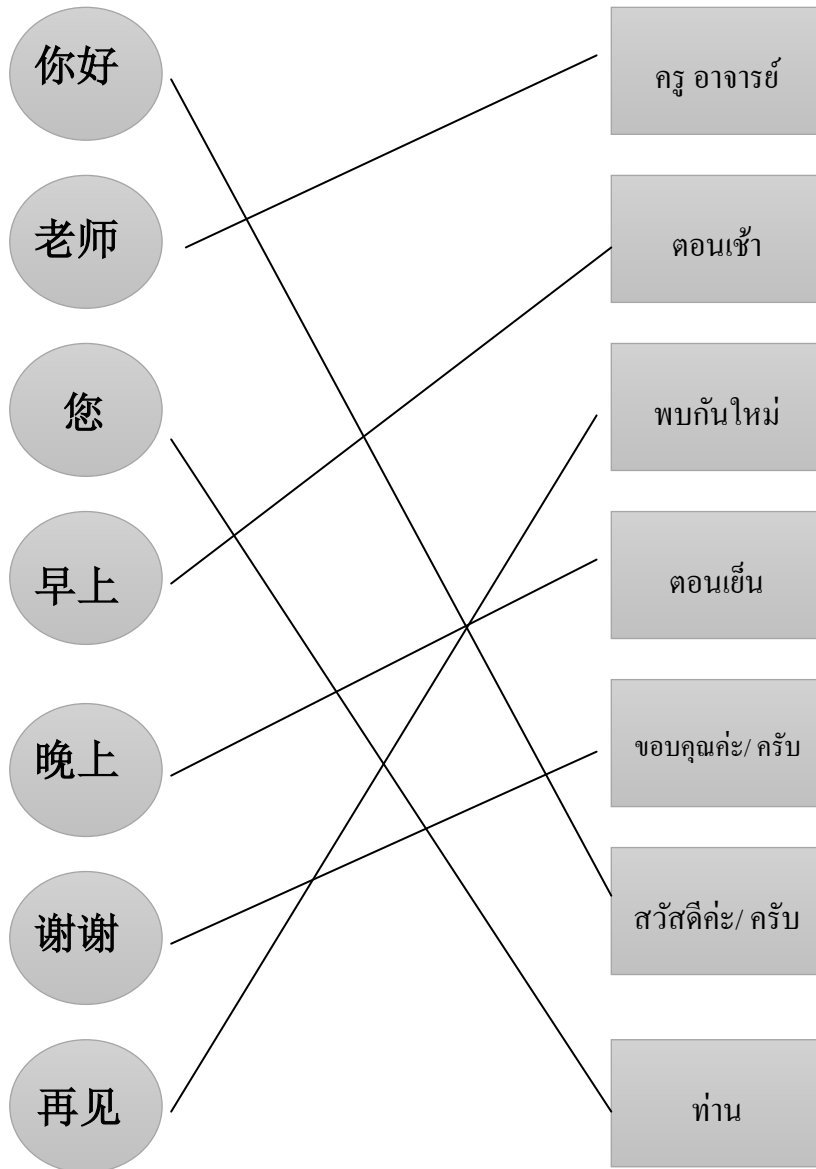 你好
ครู อาจารย์
老师
ตอนเช้า
您
พบกันใหม่
早上
ตอนเย็น
晚上
ขอบคุณค่ะ/ ครับ
谢谢
สวัสดีค่ะ/ ครับ
再见
ท่าน